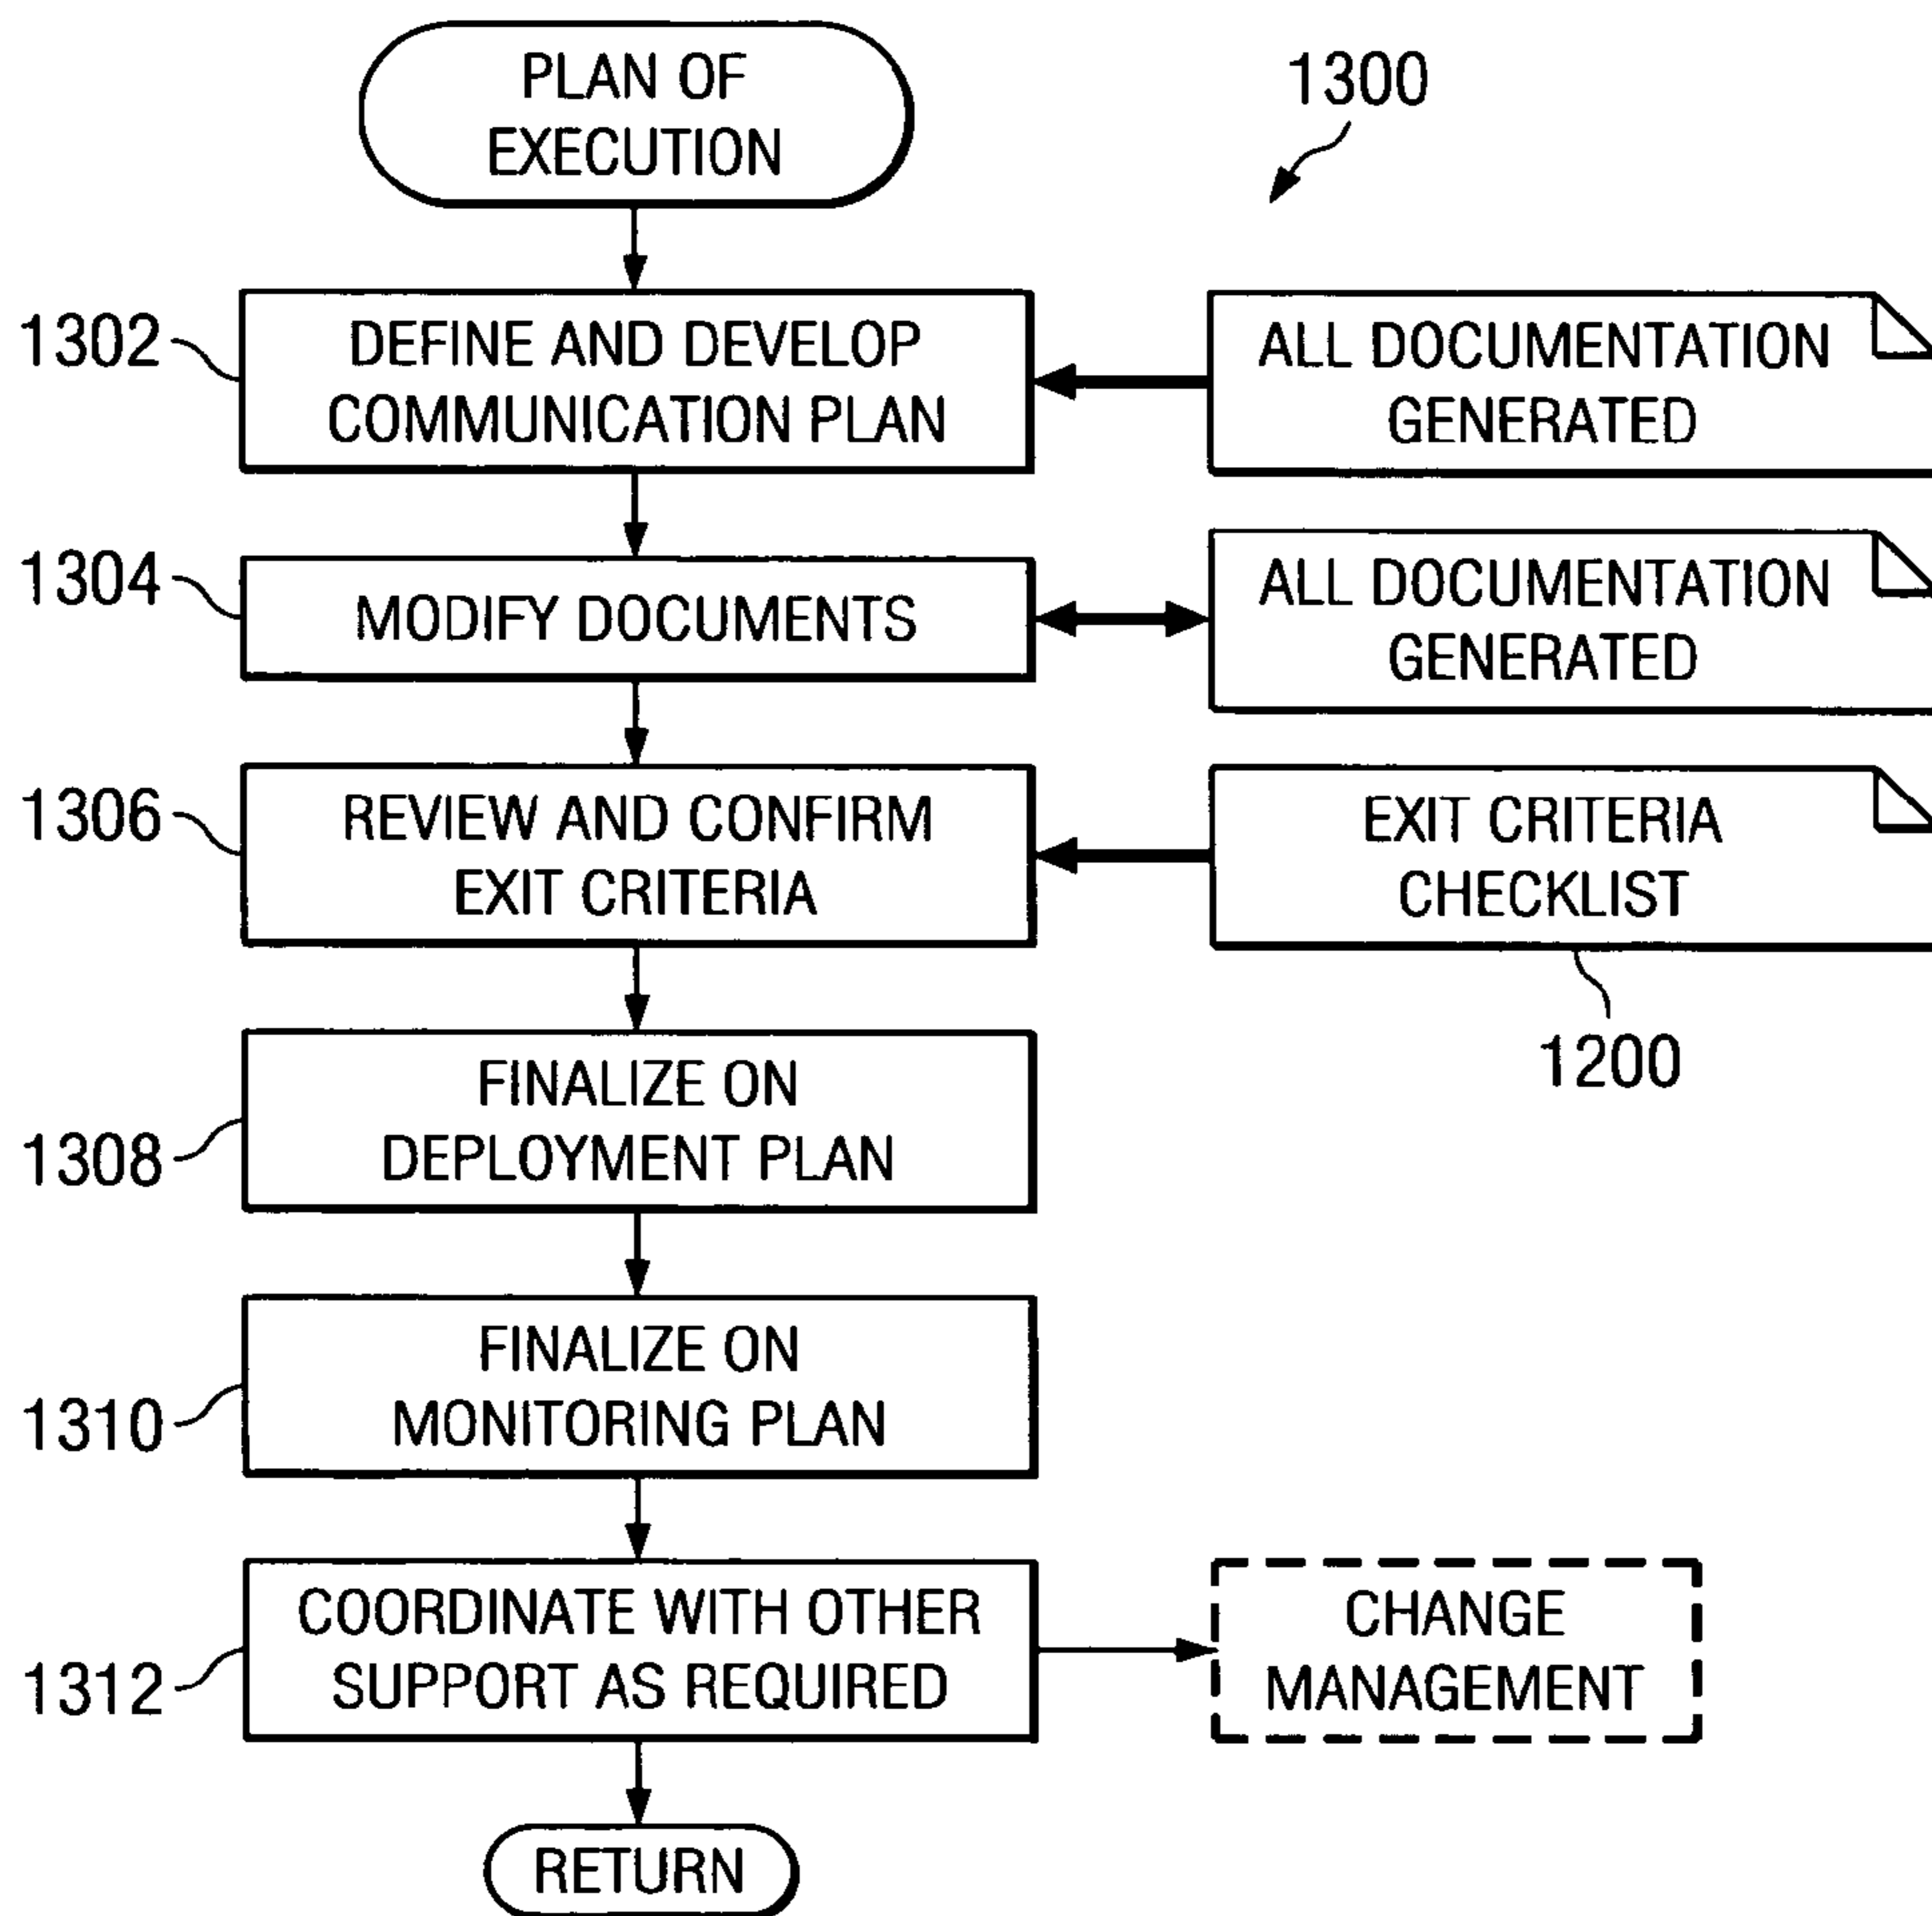 PLAN OF
EXECUTION
1300
1302
DEFINE AND DEVELOP
COMMUNICATION PLAN
ALL DOCUMENTATION
GENERATED
1304
MODIFY DOCUMENTS
ALL DOCUMENTATION
GENERATED
1306
REVIEW AND CONFIRM
EXIT CRITERIA
EXIT CRITERIA
CHECKLIST
1200
1308
FINALIZE ON
DEPLOYMENT PLAN
1310
FINALIZE ON
MONITORING PLAN
1312
COORDINATE WITH OTHER
SUPPORT AS REQUIRED
CHANGE
MANAGEMENT
RETURN